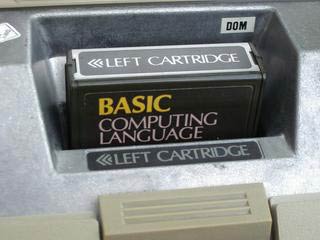 DOM
<<LEFT CARTRIDGE
BASIC
COMPUTING
LANGUAGE
<<LEFT CARTRIDGE